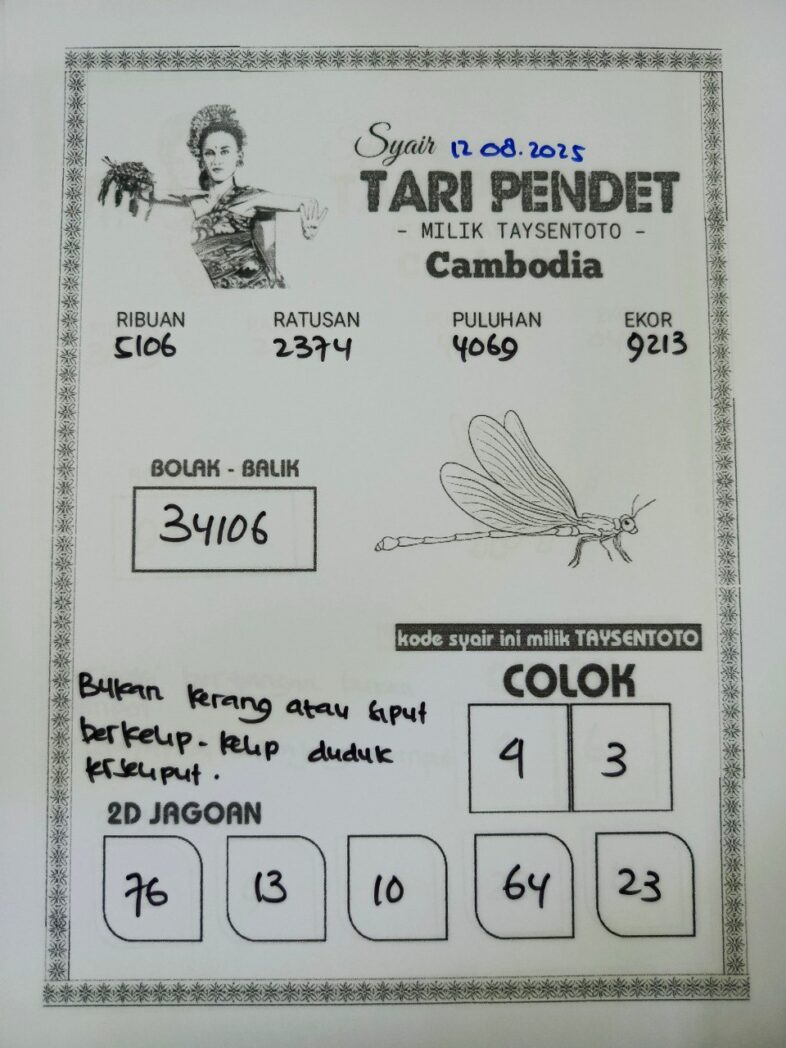 Syair 12 08.2025
TARI PENDET
- MILIK TAYSENTOTO -
Cambodia
RIBUAN RATUSAN PULUHAN EKOR
5106 2374 4069 9213
BOLAK - BALIK
34106
kode syair ini milik TAYSENTOTO
COLOK
4 3
Bukan kerang atau siput
berkelip-kelip duduk
terseliput.
2D JAGOAN
76 13 10 64 23